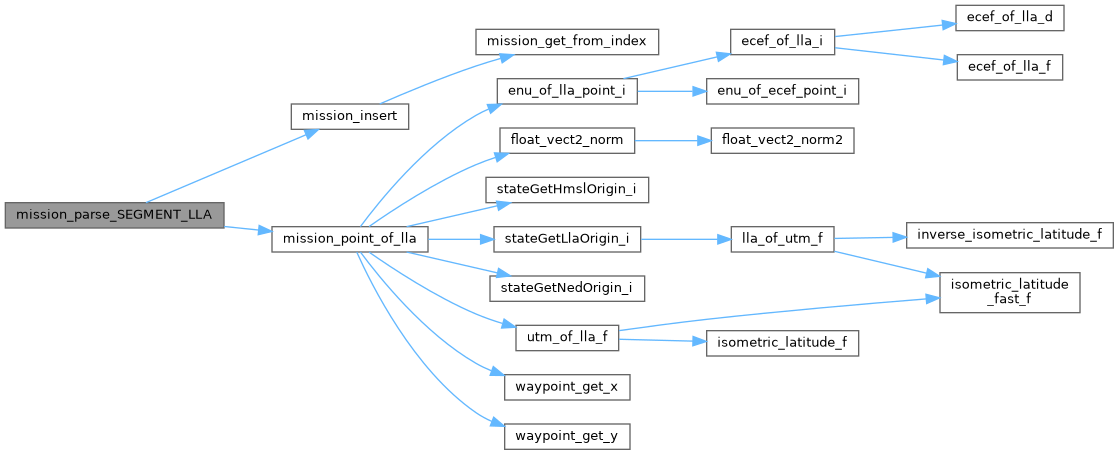 mission_parse_SEGMENT_LLA
mission_insert
mission_point_of_lla
mission_get_from_index
enu_of_lla_point_i
float_vect2_norm
stateGetHmslOrigin_i
stateGetLlaOrigin_i
stateGetNedOrigin_i
utm_of_lla_f
waypoint_get_x
waypoint_get_y
ecef_of_lla_i
enu_of_ecef_point_i
float_vect2_norm2
lla_of_utm_f
isometric_latitude_f
ecef_of_lla_d
ecef_of_lla_f
inverse_isometric_latitude_f
isometric_latitude
_fast_f